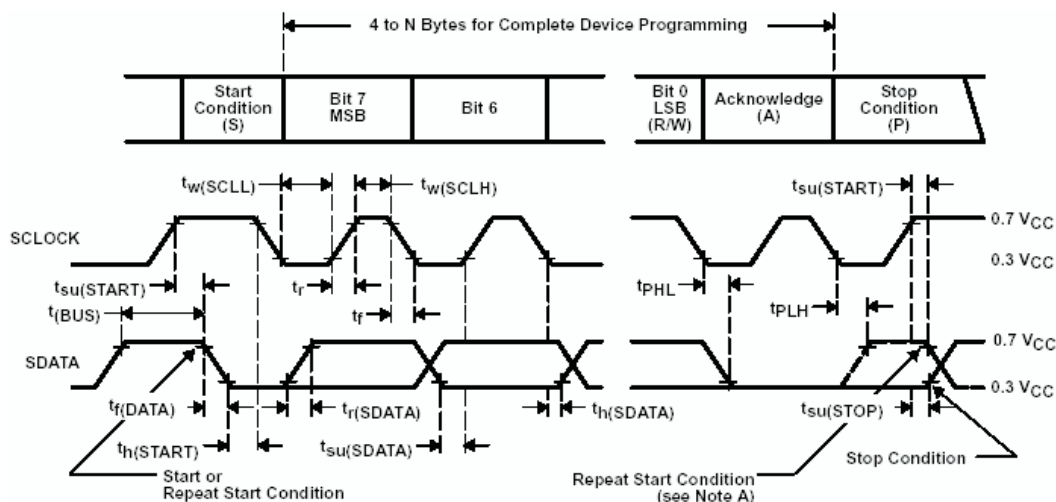 4 to N Bytes for Complete Device Programming
Start
Condition
(S)
Bit 7
MSB
Bit 6
Bit 0
LSB
(R/W)
Acknowledge
(A)
Stop
Condition
(P)
tw(SCLL)
tw(SCLH)
tsu(START)
SCLOCK
0.7 VCC
0.3 VCC
tsu(START)
tr
tPHL
t(BUS)
tf
tPLH
SDATA
0.7 VCC
0.3 VCC
tf(DATA)
tr(SDATA)
th(SDATA)
tsu(STOP)
th(START)
tsu(SDATA)
Start or
Repeat Start Condition
Repeat Start Condition
(see Note A)
Stop Condition